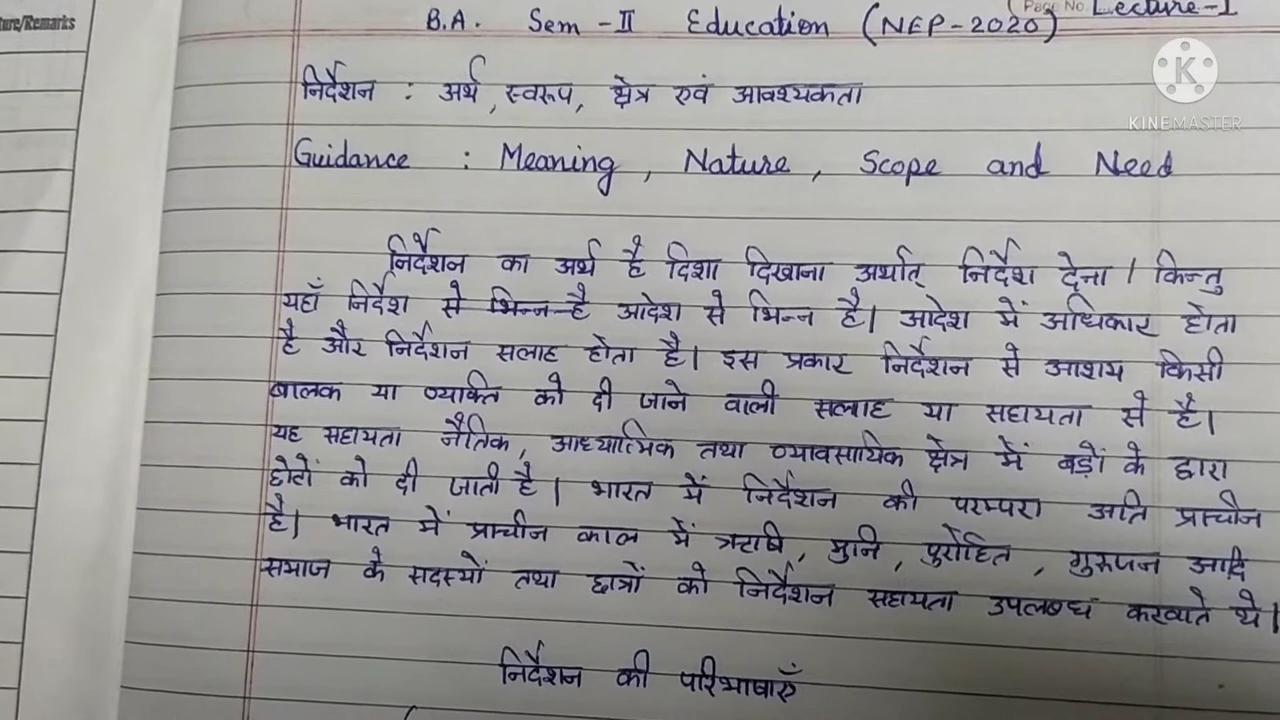 ture/Remarks
Page No. Lecture-I
B.A. Sem-II Education (NEP-2020)
KINEMASTER
निर्देशन : अर्थ, स्वरूप, क्षेत्र एवं आवश्यकता
Guidance : Meaning, Nature, Scope and Need
निर्देशन का अर्थ है दिशा दिखाना अर्थात् निर्देश देना। किन्तु
यहाँ निर्देश से भिन्न है आदेश से भिन्न है। आदेश में अधिकार होता
है और निर्देशन सलाह होता है। इस प्रकार निर्देशन से आशय किसी
बालक या व्यक्ति को दी जाने वाली सलाह या सहायता से है।
यह सहायता नैतिक, आध्यात्मिक तथा व्यावसायिक क्षेत्र में बड़ों के द्वारा
छोटों को दी जाती है। भारत में निर्देशन की परम्परा अति प्राचीन
है। भारत में प्राचीन काल में ऋषि, मुनि, पुरोहित, गुरुजन आदि
समाज के सदस्यों तथा छात्रों को निर्देशन सहायता उपलब्ध करवाते थे।
निर्देशन की परिभाषाएँ